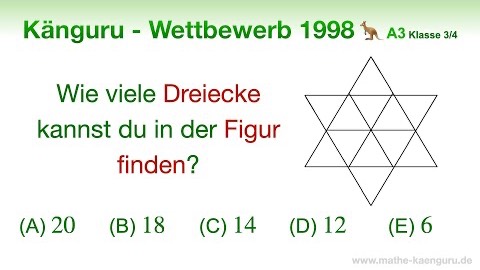 Känguru - Wettbewerb 1998 A3 Klasse 3/4
Wie viele Dreiecke
kannst du in der Figur
finden?
(A) 20 (B) 18 (C) 14 (D) 12 (E) 6
www.mathe-kaenguru.de